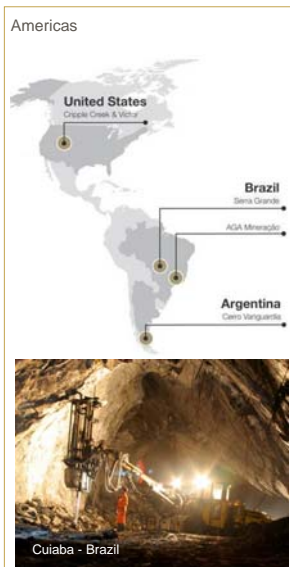 Americas
United States
Cripple Creek & Victor
Brazil
Serra Grande
AGA Mineração
Argentina
Cerro Vanguardia
Cuiaba - Brazil